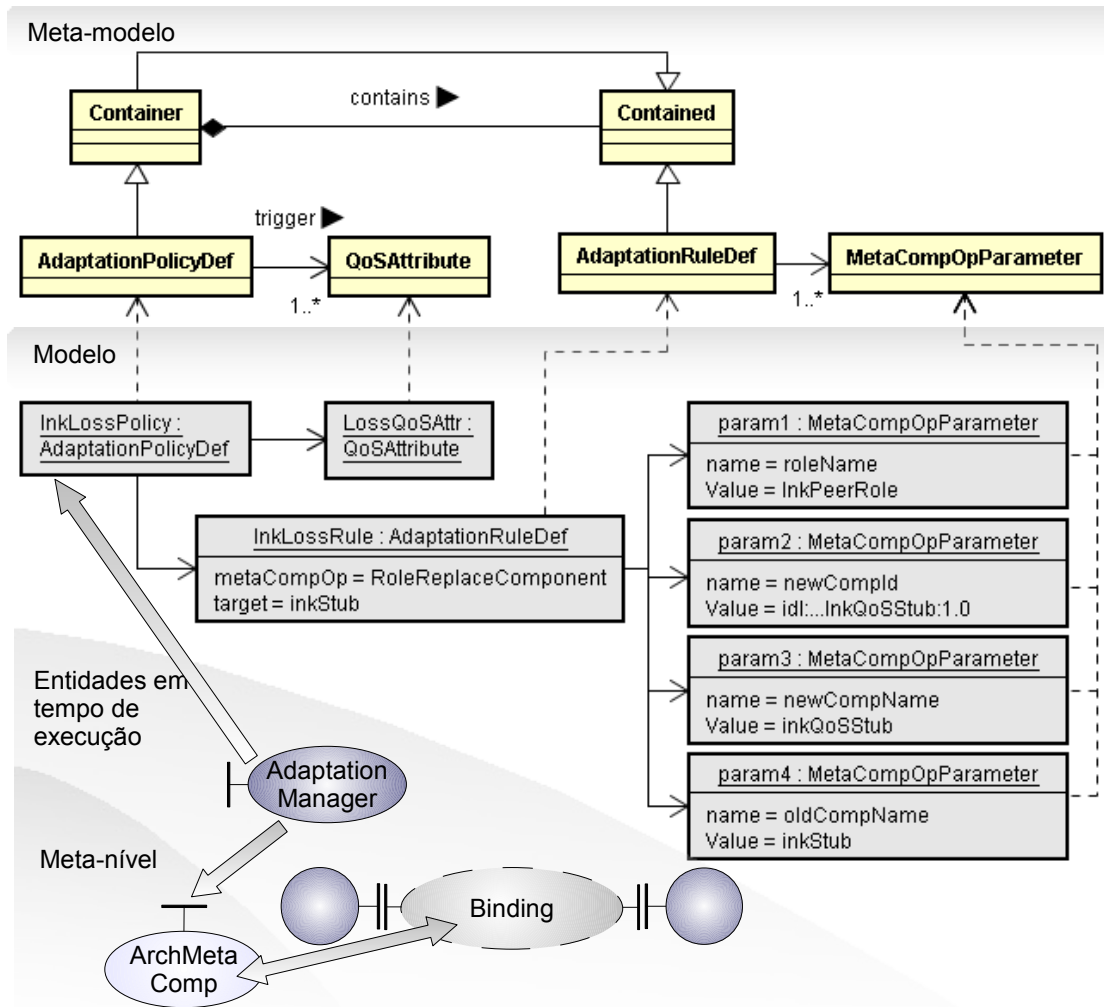 Meta-modelo
Container
contains
Contained
trigger
AdaptationPolicyDef
QoSAttribute
1..*
AdaptationRuleDef
MetaCompOpParameter
1..*
Modelo
InkLossPolicy :
AdaptationPolicyDef
LossQoSAttr :
QoSAttribute
InkLossRule : AdaptationRuleDef
metaCompOp = RoleReplaceComponent
target = inkStub
param1 : MetaCompOpParameter
name = roleName
Value = InkPeerRole
param2 : MetaCompOpParameter
name = newCompId
Value = idl:...InkQoSStub:1.0
param3 : MetaCompOpParameter
name = newCompName
Value = inkQoSStub
param4 : MetaCompOpParameter
name = oldCompName
Value = inkStub
Entidades em
tempo de
execução
Adaptation
Manager
Meta-nível
Binding
ArchMeta
Comp